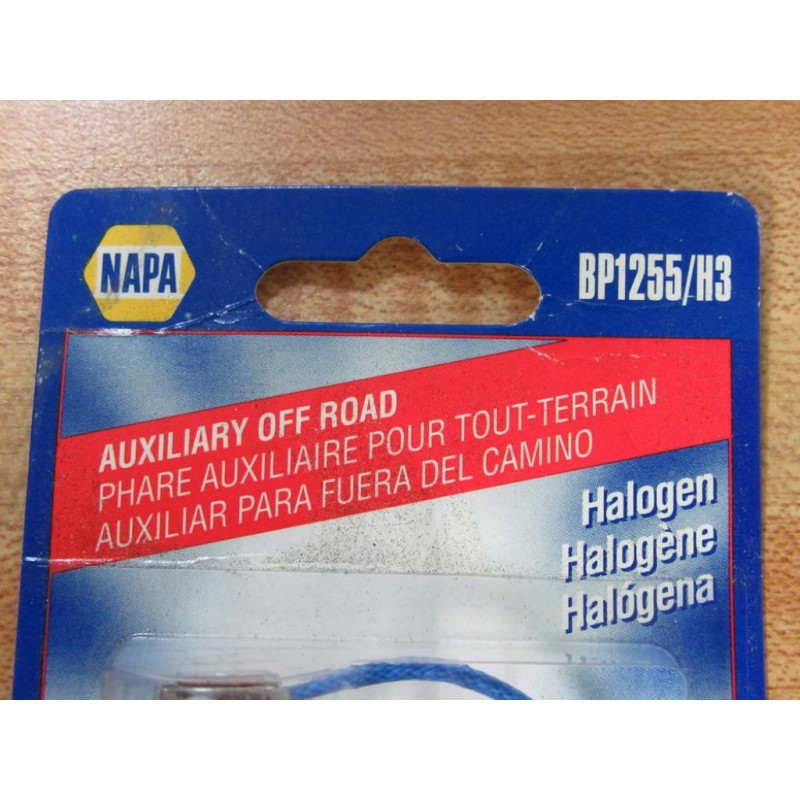 NAPA
BP1255/H3
AUXILIARY OFF ROAD
PHARE AUXILIAIRE POUR TOUT-TERRAIN
AUXILIAR PARA FUERA DEL CAMINO
Halogen
Halogène
Halógena